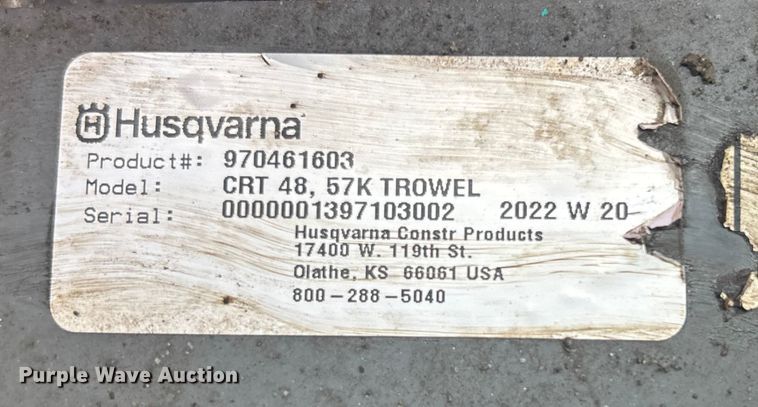 Husqvarna
Product#: 970461603
Model: CRT 48, 57K TROWEL
Serial: 0000001397103002 2022 W 20
Husqvarna Constr Products
17400 W. 119th St.
Olathe, KS 66061 USA
800-288-5040
Purple Wave Auction